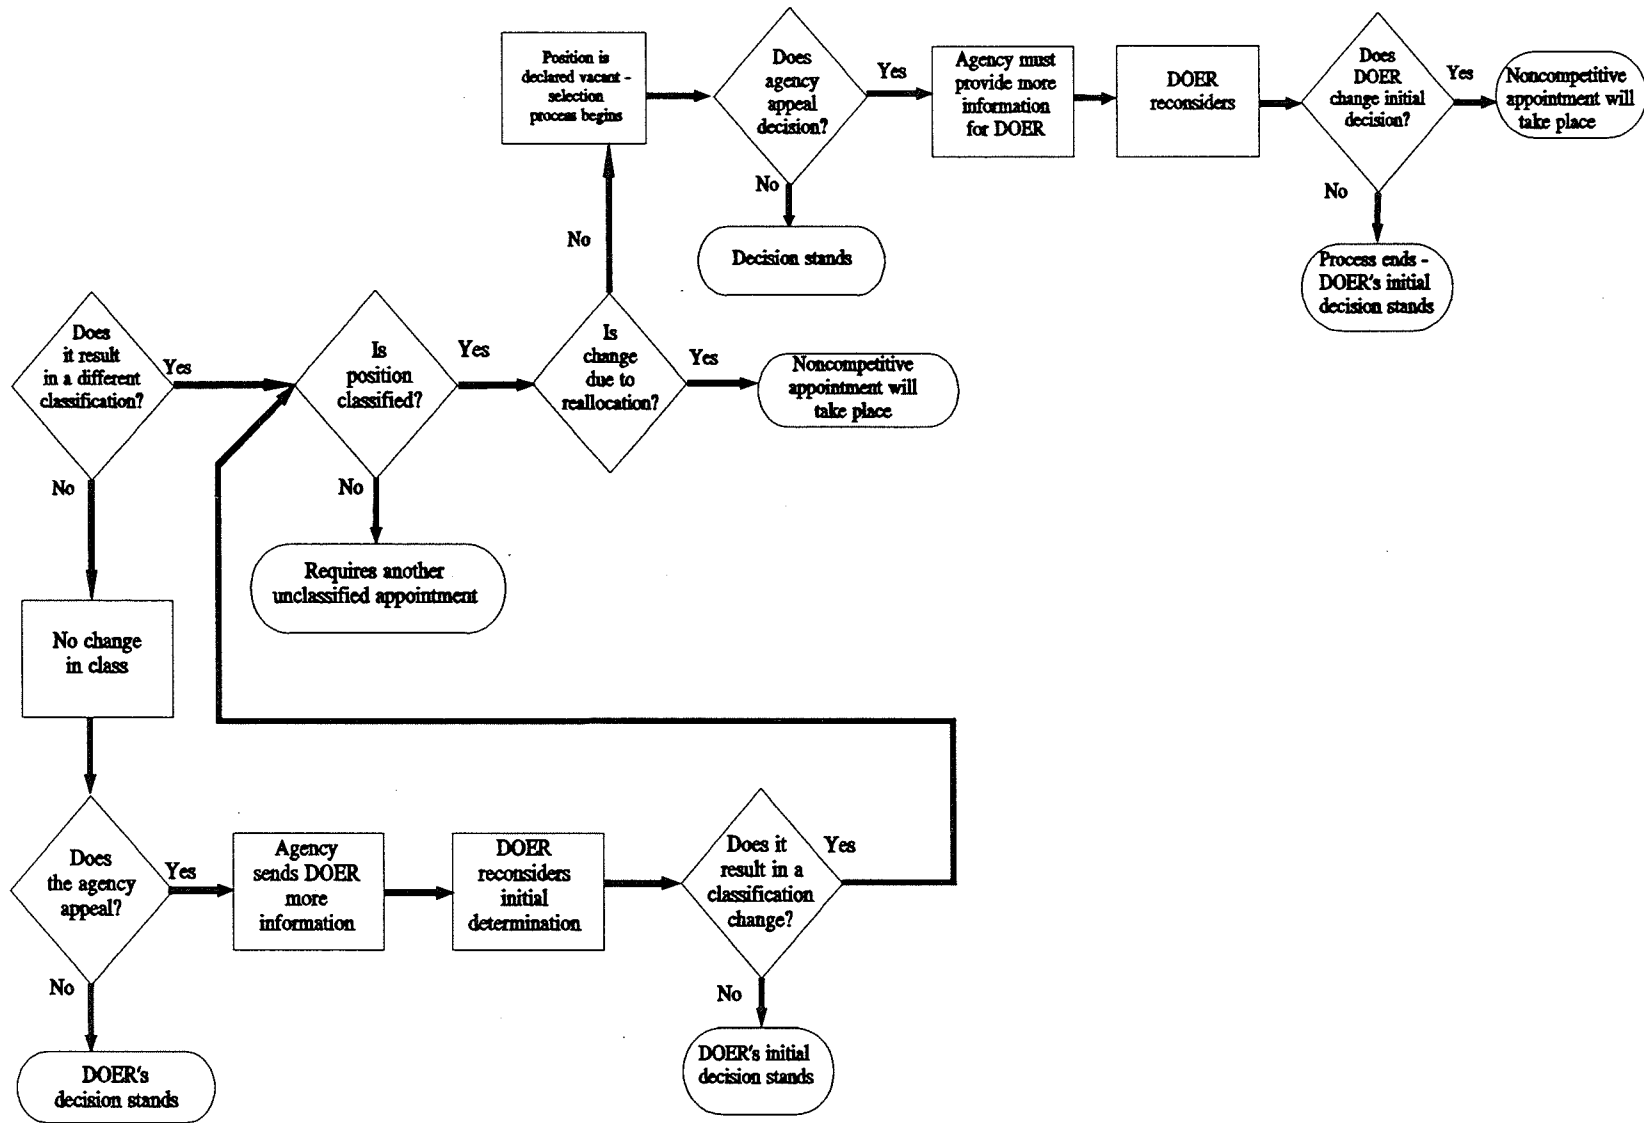 Position is
declared vacant -
selection
process begins
Does
agency
appeal
decision?
Yes
Agency must
provide more
information
for DOER
DOER
reconsiders
Does
DOER
change initial
decision?
Yes
Noncompetitive
appointment will
take place
No
Decision stands
No
Process ends -
DOER's initial
decision stands
No
Does
it result
in a different
classification?
Yes
Is
position
classified?
Yes
Is
change
due to
reallocation?
Yes
Noncompetitive
appointment will
take place
No
No
Requires another
unclassified appointment
No change
in class
Does
the agency
appeal?
Yes
Agency
sends DOER
more
information
DOER
reconsiders
initial
determination
Does it
result in a
classification
change?
Yes
No
DOER's
decision stands
No
DOER's initial
decision stands